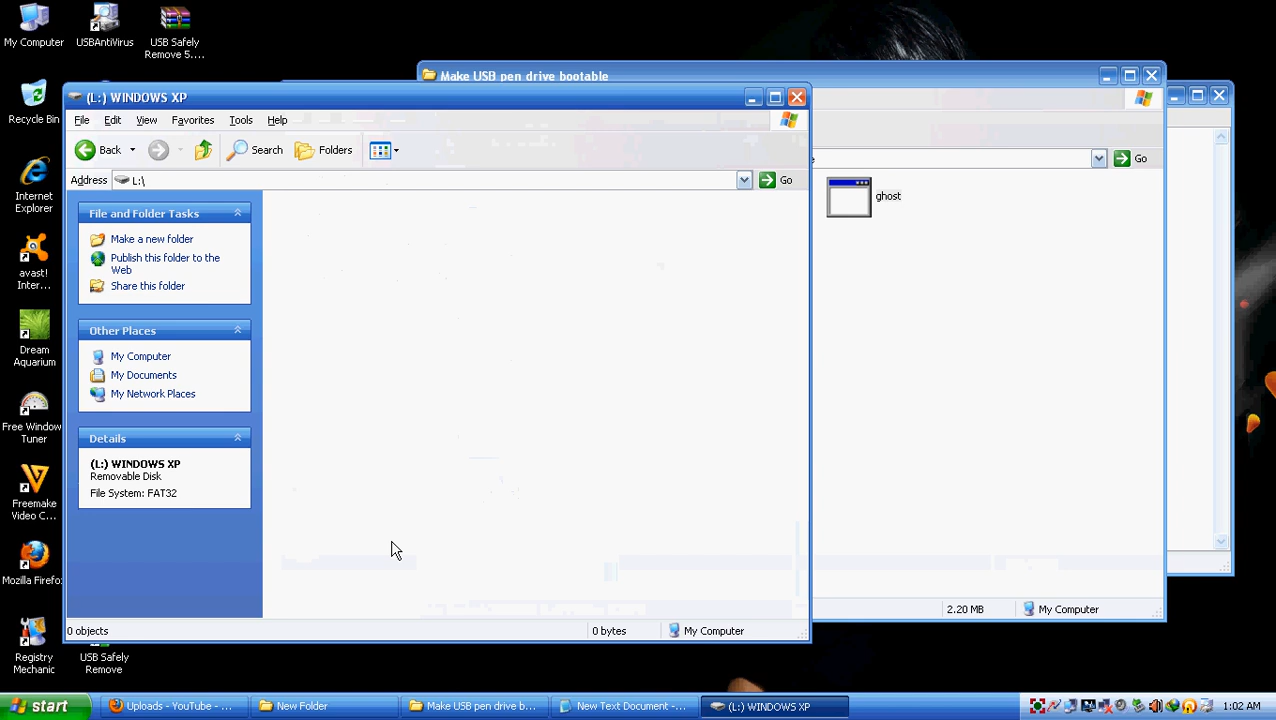 My Computer
USBAntiVirus
USB Safely
Remove 5....
Recycle Bin
Internet
Explorer
avast!
Inter...
Dream
Aquarium
Free Window
Tuner
Freemake
Video C...
Mozilla Firefox
Registry
Mechanic
USB Safely
Remove
Make USB pen drive bootable
Go
ghost
2.20 MB
My Computer
(L:) WINDOWS XP
File
Edit
View
Favorites
Tools
Help
Back
Search
Folders
Address
L:\
Go
File and Folder Tasks
Make a new folder
Publish this folder to the
Web
Share this folder
Other Places
My Computer
My Documents
My Network Places
Details
(L:) WINDOWS XP
Removable Disk
File System: FAT32
0 objects
0 bytes
My Computer
start
Uploads - YouTube - ...
New Folder
Make USB pen drive b...
New Text Document -...
(L:) WINDOWS XP
1:02 AM